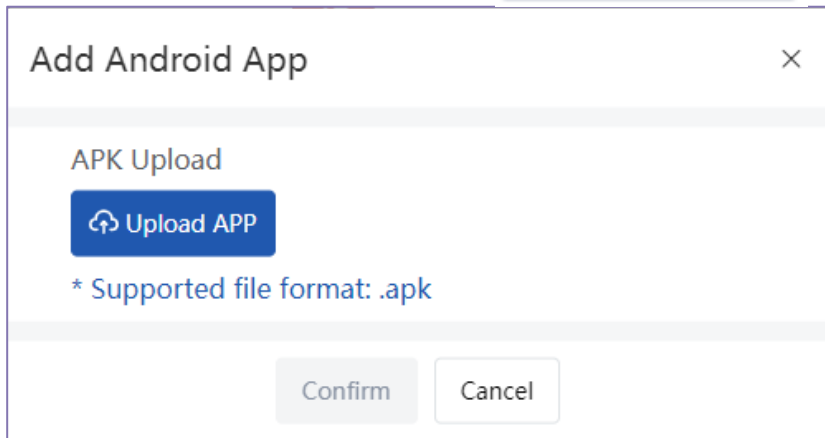 Add Android App
APK Upload
Upload APP
* Supported file format: .apk
Confirm
Cancel